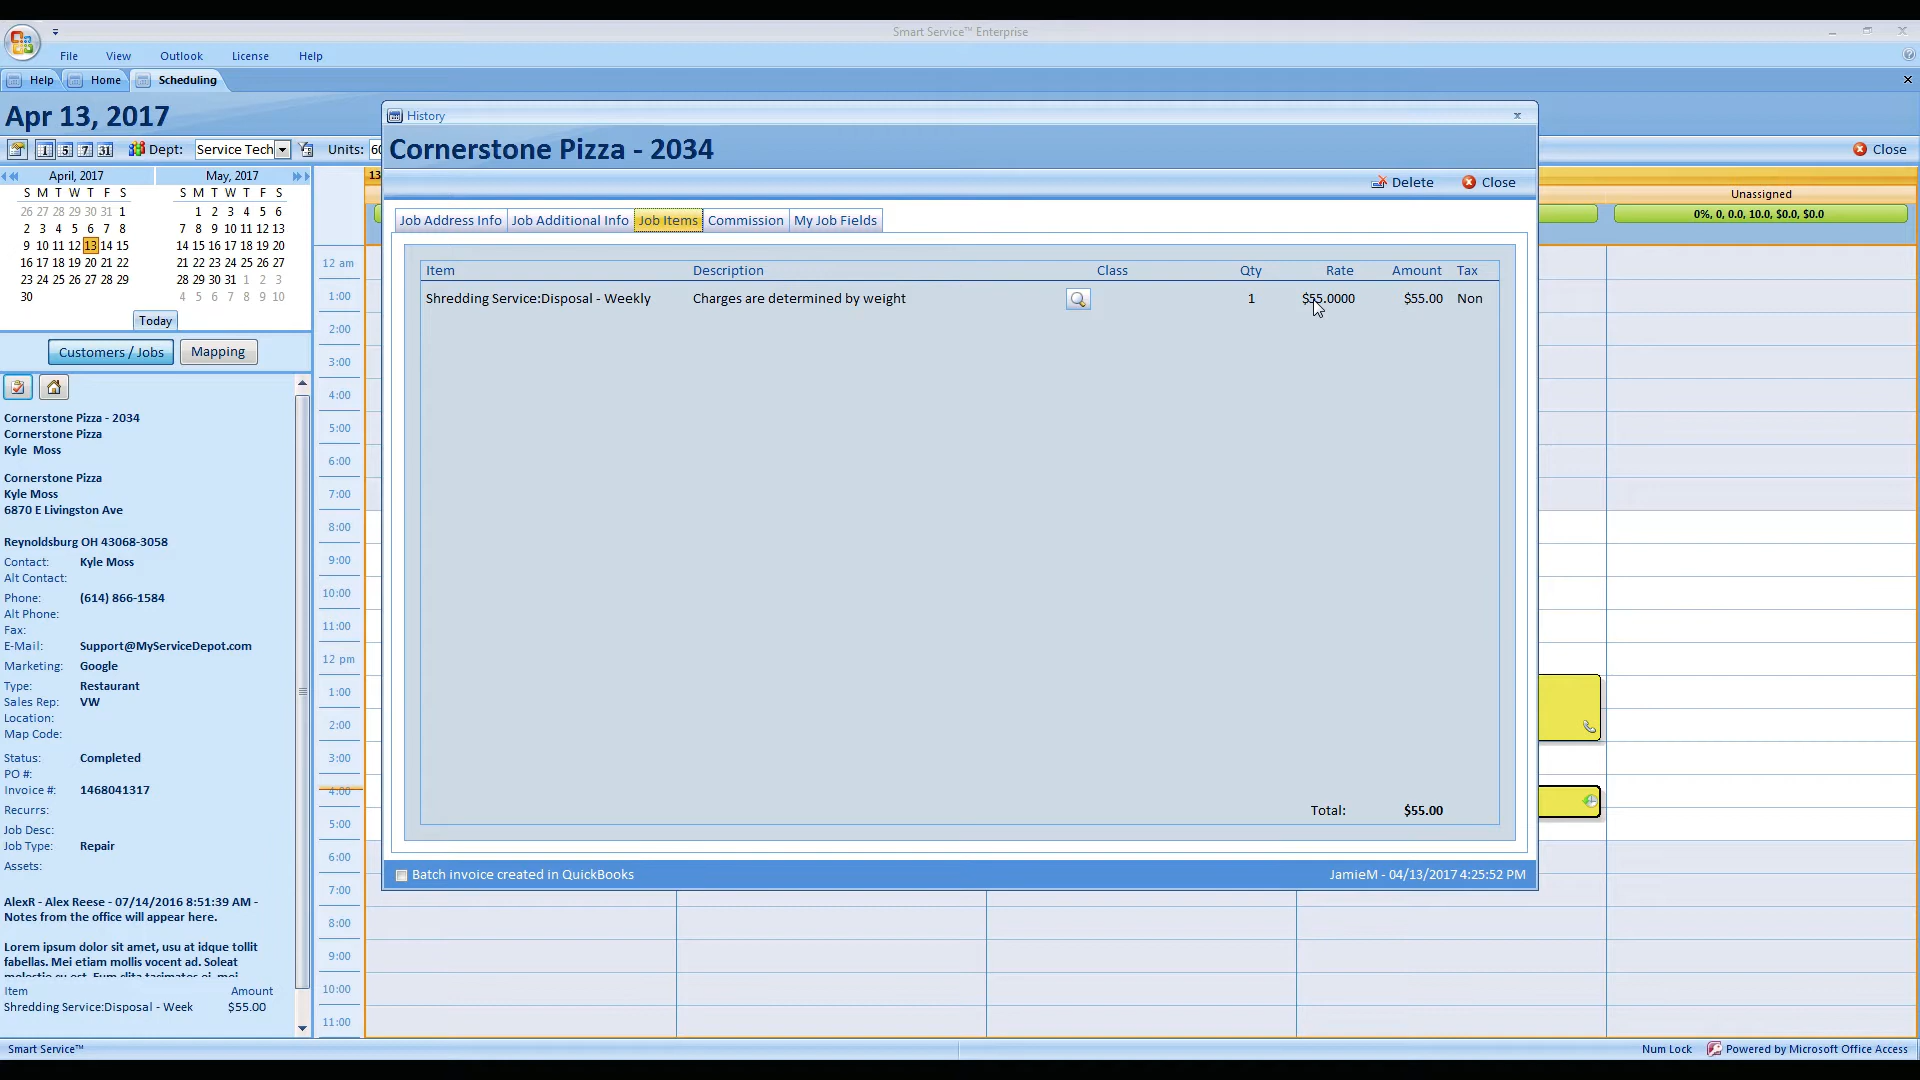 Smart Service™ Enterprise
File View Outlook License Help
Help Home Scheduling
Apr 13, 2017
1 5 7 31 Dept: Service Tech Units: 60
April, 2017
S M T W T F S
26 27 28 29 30 31 1
2 3 4 5 6 7 8
9 10 11 12 13 14 15
16 17 18 19 20 21 22
23 24 25 26 27 28 29
30
May, 2017
S M T W T F S
1 2 3 4 5 6
7 8 9 10 11 12 13
14 15 16 17 18 19 20
21 22 23 24 25 26 27
28 29 30 31 1 2 3
4 5 6 7 8 9 10
Today
Customers / Jobs Mapping
Cornerstone Pizza - 2034
Cornerstone Pizza
Kyle Moss
Cornerstone Pizza
Kyle Moss
6870 E Livingston Ave
Reynoldsburg OH 43068-3058
Contact: Kyle Moss
Alt Contact:
Phone: (614) 866-1584
Alt Phone:
Fax:
E-Mail: Support@MyServiceDepot.com
Marketing: Google
Type: Restaurant
Sales Rep: VW
Location:
Map Code:
Status: Completed
PO #:
Invoice #: 1468041317
Recurrs:
Job Desc:
Job Type: Repair
Assets:
AlexR - Alex Reese - 07/14/2016 8:51:39 AM -
Notes from the office will appear here.
Lorem ipsum dolor sit amet, usu at idque tollit
fabellas. Mei etiam mollis vocent ad. Soleat
Item Amount
Shredding Service:Disposal - Week $55.00
13
12 am
1:00
2:00
3:00
4:00
5:00
6:00
7:00
8:00
9:00
10:00
11:00
12 pm
1:00
2:00
3:00
4:00
5:00
6:00
7:00
8:00
9:00
10:00
11:00
History
Cornerstone Pizza - 2034
Delete Close
Job Address Info Job Additional Info Job Items Commission My Job Fields
Item Description Class Qty Rate Amount Tax
Shredding Service:Disposal - Weekly Charges are determined by weight 1 $55.0000 $55.00 Non
Total: $55.00
Batch invoice created in QuickBooks JamieM - 04/13/2017 4:25:52 PM
Close
Unassigned
0%, 0, 0.0, 10.0, $0.0, $0.0
Smart Service™ Num Lock Powered by Microsoft Office Access